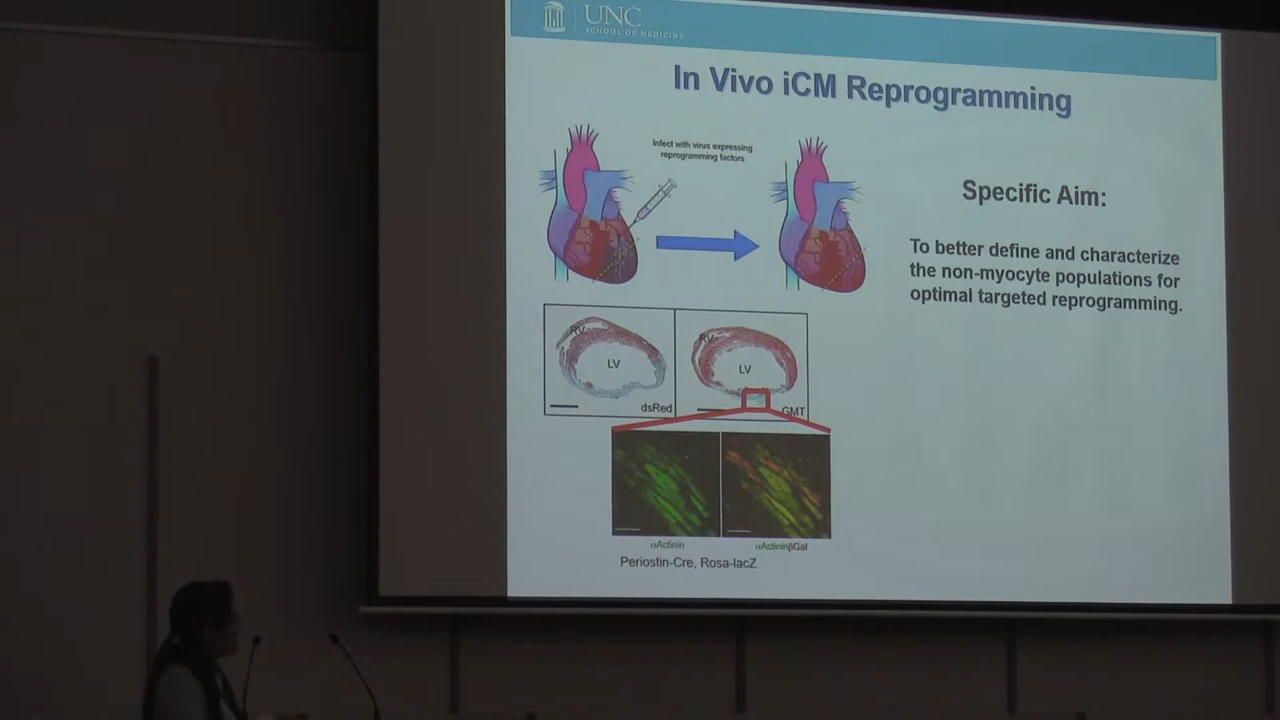 UNC
SCHOOL OF MEDICINE
In Vivo iCM Reprogramming
Infect with virus expressing
reprogramming factors
Specific Aim:
To better define and characterize
the non-myocyte populations for
optimal targeted reprogramming.
RV
LV
dsRed
RV
LV
GMT
αActinin
αActininβGal
Periostin-Cre, Rosa-lacZ